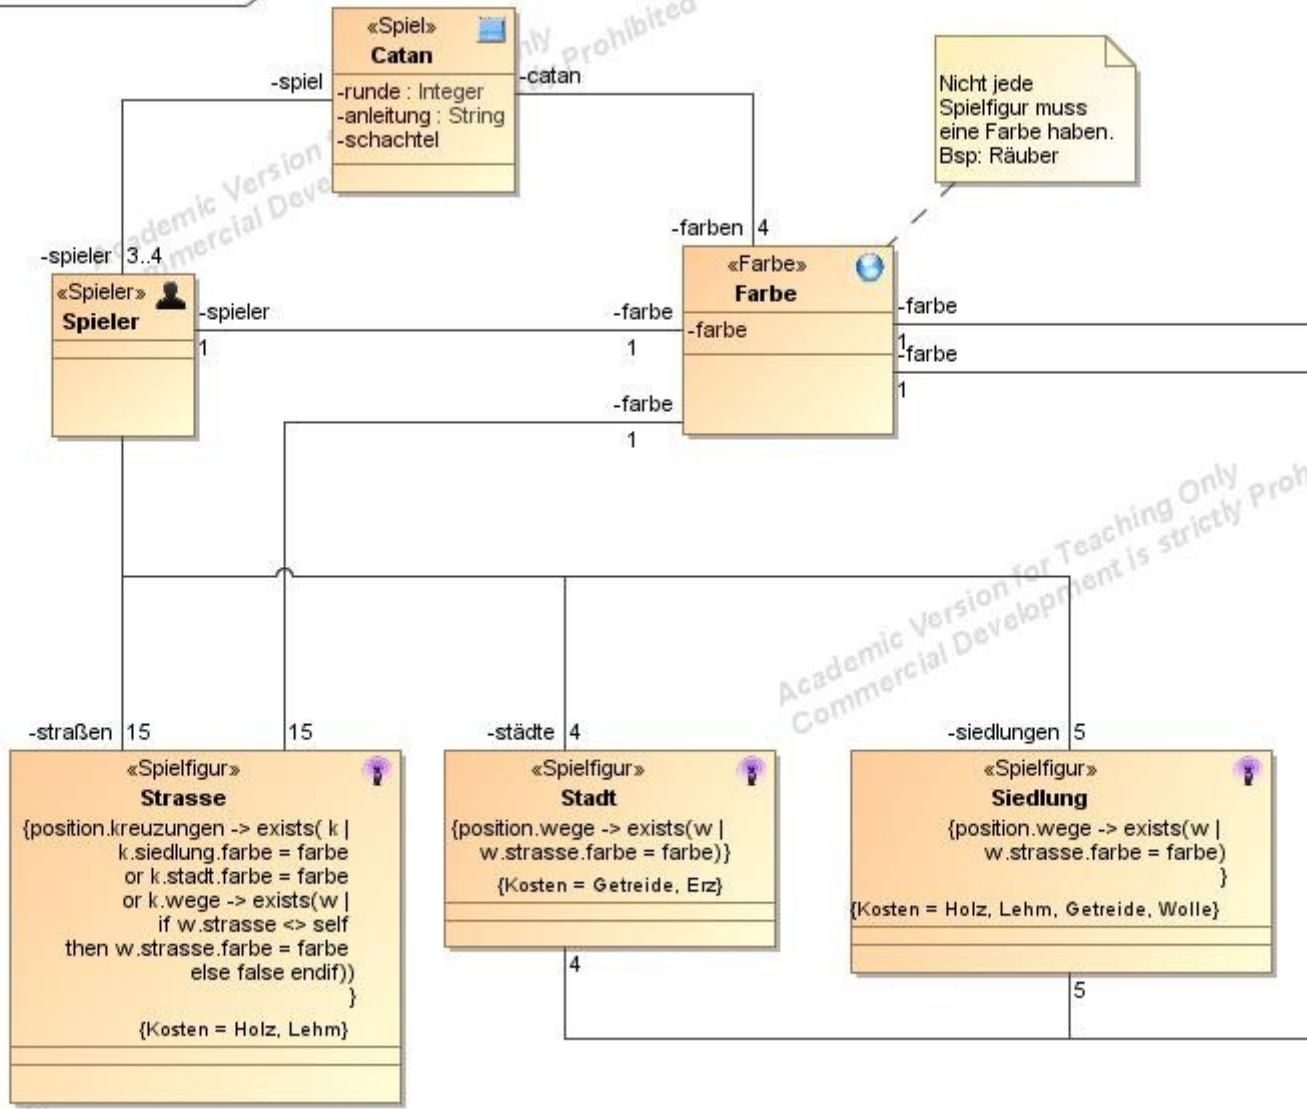 «Spiel»
Catan
-runde : Integer
-anleitung : String
-schachtel
-spiel
-catan
Nicht jede
Spielfigur muss
eine Farbe haben.
Bsp: Räuber
-farben 4
-spieler 3..4
«Spieler»
Spieler
-spieler
1
-farbe
1
«Farbe»
Farbe
-farbe
-farbe
1
-farbe
1
-farbe
1
Academic Version for Teaching Only
Commercial Development is strictly Proh
-straßen 15
15
-städte 4
-siedlungen 5
«Spielfigur»
Strasse
{position.kreuzungen -> exists( k |
k.siedlung.farbe = farbe
or k.stadt.farbe = farbe
or k.wege -> exists(w |
if w.strasse <> self
then w.strasse.farbe = farbe
else false endif))
}
{Kosten = Holz, Lehm}
«Spielfigur»
Stadt
{position.wege -> exists(w |
w.strasse.farbe = farbe)}
{Kosten = Getreide, Erz}
4
«Spielfigur»
Siedlung
{position.wege -> exists(w |
w.strasse.farbe = farbe)
}
{Kosten = Holz, Lehm, Getreide, Wolle}
5